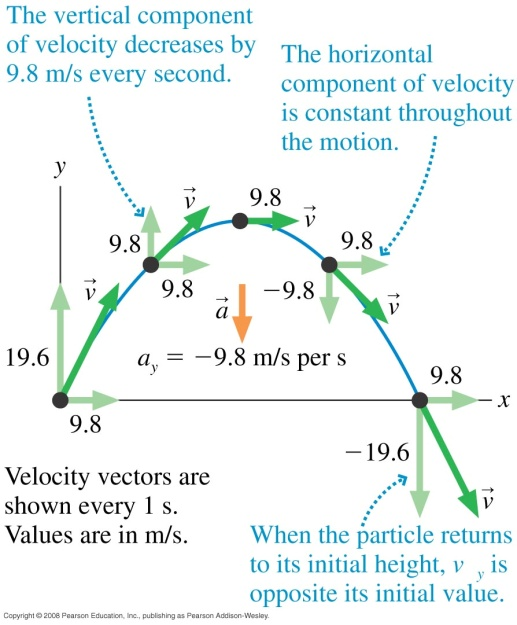 The vertical component
of velocity decreases by
9.8 m/s every second.
The horizontal
component of velocity
is constant throughout
the motion.
y
v⃗
9.8
v⃗
9.8
9.8
v⃗
9.8
a⃗
−9.8
v⃗
19.6
a_y = −9.8 m/s per s
9.8
x
9.8
−19.6
Velocity vectors are
shown every 1 s.
Values are in m/s.
v⃗
When the particle returns
to its initial height, v y is
opposite its initial value.
Copyright © 2008 Pearson Education, Inc., publishing as Pearson Addison-Wesley.